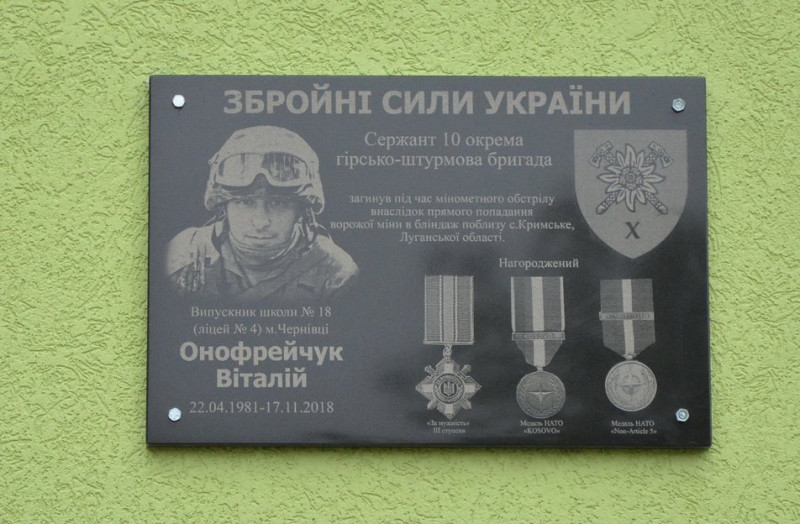 ЗБРОЙНІ СИЛИ УКРАЇНИ
Сержант 10 окрема
гірсько-штурмова бригада
загинув під час мінометного обстрілу
внаслідок прямого попадання
ворожої міни в бліндаж поблизу с.Кримське,
Луганської області.
X
Нагороджений
Випускник школи № 18
(ліцей № 4) м.Чернівці
Онофрейчук
Віталій
22.04.1981-17.11.2018
«За мужність»
III ступеня
Медаль НАТО
«KOSOVO»
Медаль НАТО
«Non-Article 5»